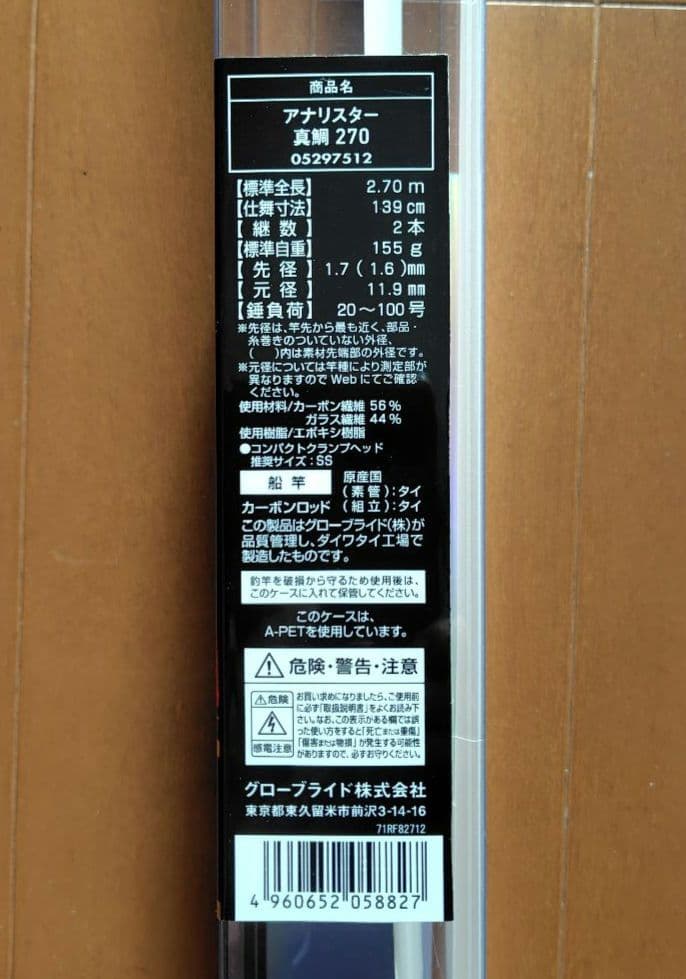 商品名
アナリスター
真鯛 270
05297512
【標準全長】 2.70 m
【仕舞寸法】 139 cm
【 継 数 】 2 本
【標準自重】 155 g
【 先 径 】 1.7 ( 1.6 )mm
【 元 径 】 11.9 mm
【錘負荷】 20〜100 号
※先径は、竿先から最も近く、部品・
糸巻きのついていない外径、
( )内は素材先端部の外径です。
※元径については竿種により測定部が
異なりますので Web にてご確認
ください。
使用材料/カーボン繊維 56%
ガラス繊維 44%
使用樹脂/エポキシ樹脂
●コンパクトクランプヘッド
推奨サイズ:SS
船 竿
原産国
(素管):タイ
カーボンロッド (組立):タイ
この製品はグローブライド(株)が
品質管理し、ダイワタイ工場で
製造したものです。
釣竿を破損から守るため使用後は、
このケースに入れて保管してください。
このケースは、
A-PETを使用しています。
⚠ 危険・警告・注意
⚠危険
感電注意
お買い求めになりましたら、ご使用前
に必ず「取扱説明書」をよくお読み下
さい。なお、この表示がある欄では誤
った使い方をすると「死亡または重傷」
「傷害または物損」が発生する可能性
がありますので、必ずお守りください。
グローブライド株式会社
東京都東久留米市前沢3-14-16
71RF82712
4 960652 058827